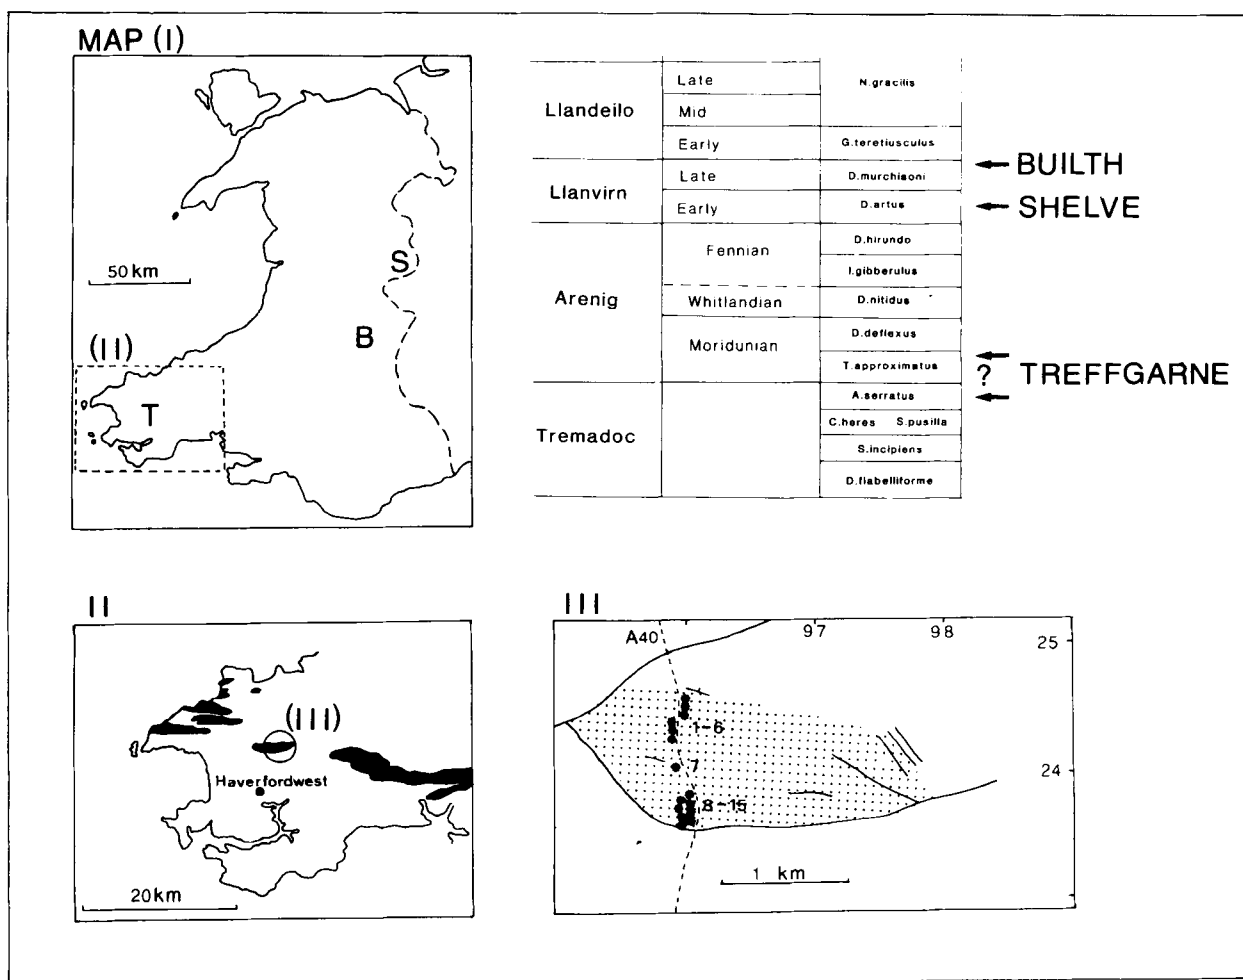 MAP (I)
S
50 km
B
(II)
T
Late
N.gracilis
Llandeilo
Mid
Early
G.teretiusculus
BUILTH
Late
D.murchisoni
Llanvirn
Early
D.artus
SHELVE
Fennian
D.hirundo
I.gibberulus
Arenig
Whitlandian
D.nitidus
Moridunian
D.deflexus
T.approximatus
? TREFFGARNE
A.serratus
Tremadoc
C.heres S.pusilla
S.incipiens
D.flabelliforme
II
(III)
Haverfordwest
20km
III
A40
97
98
25
1-6
7
24
8-15
1 km